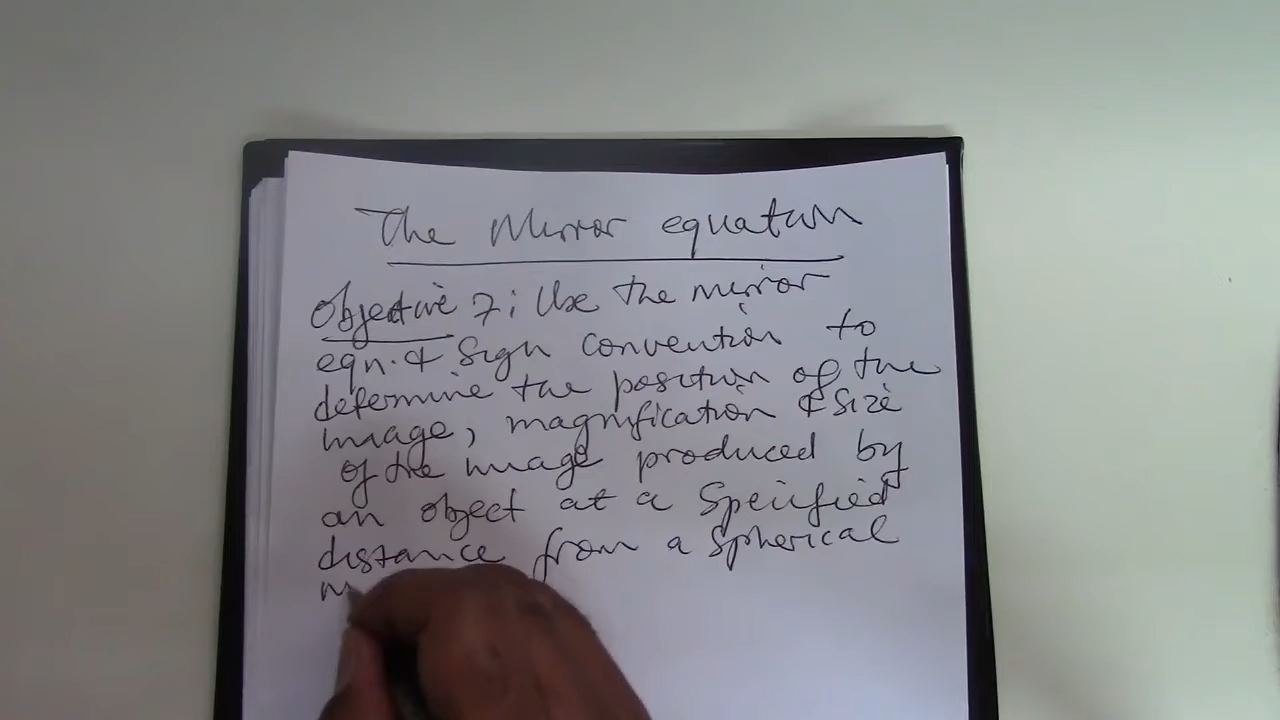 The Mirror equation
Objective 7; Use the mirror
eqn. & Sign convention to
determine the position of the
image, magnification & size
of the image produced by
an object at a Specified
distance from a spherical